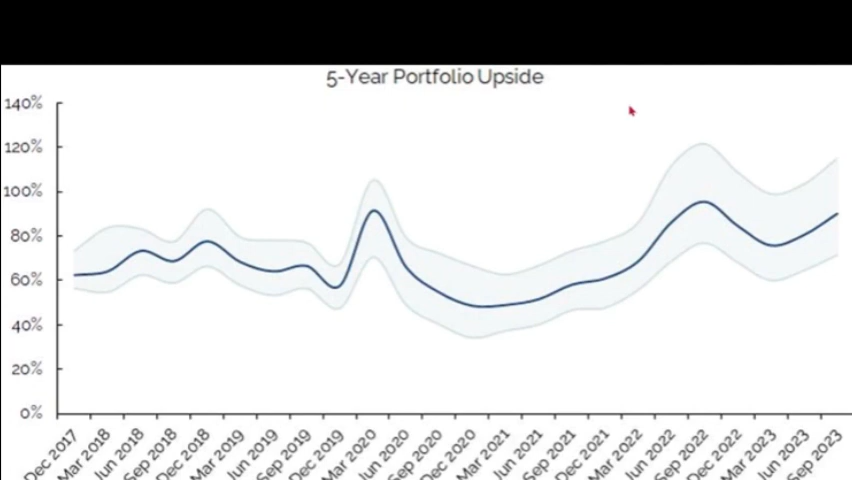 5-Year Portfolio Upside
140%
120%
100%
80%
60%
40%
20%
0%
Dec 2017
Mar 2018
Jun 2018
Sep 2018
Dec 2018
Mar 2019
Jun 2019
Sep 2019
Dec 2019
Mar 2020
Jun 2020
Sep 2020
Dec 2020
Mar 2021
Jun 2021
Sep 2021
Dec 2021
Mar 2022
Jun 2022
Sep 2022
Dec 2022
Mar 2023
Jun 2023
Sep 2023